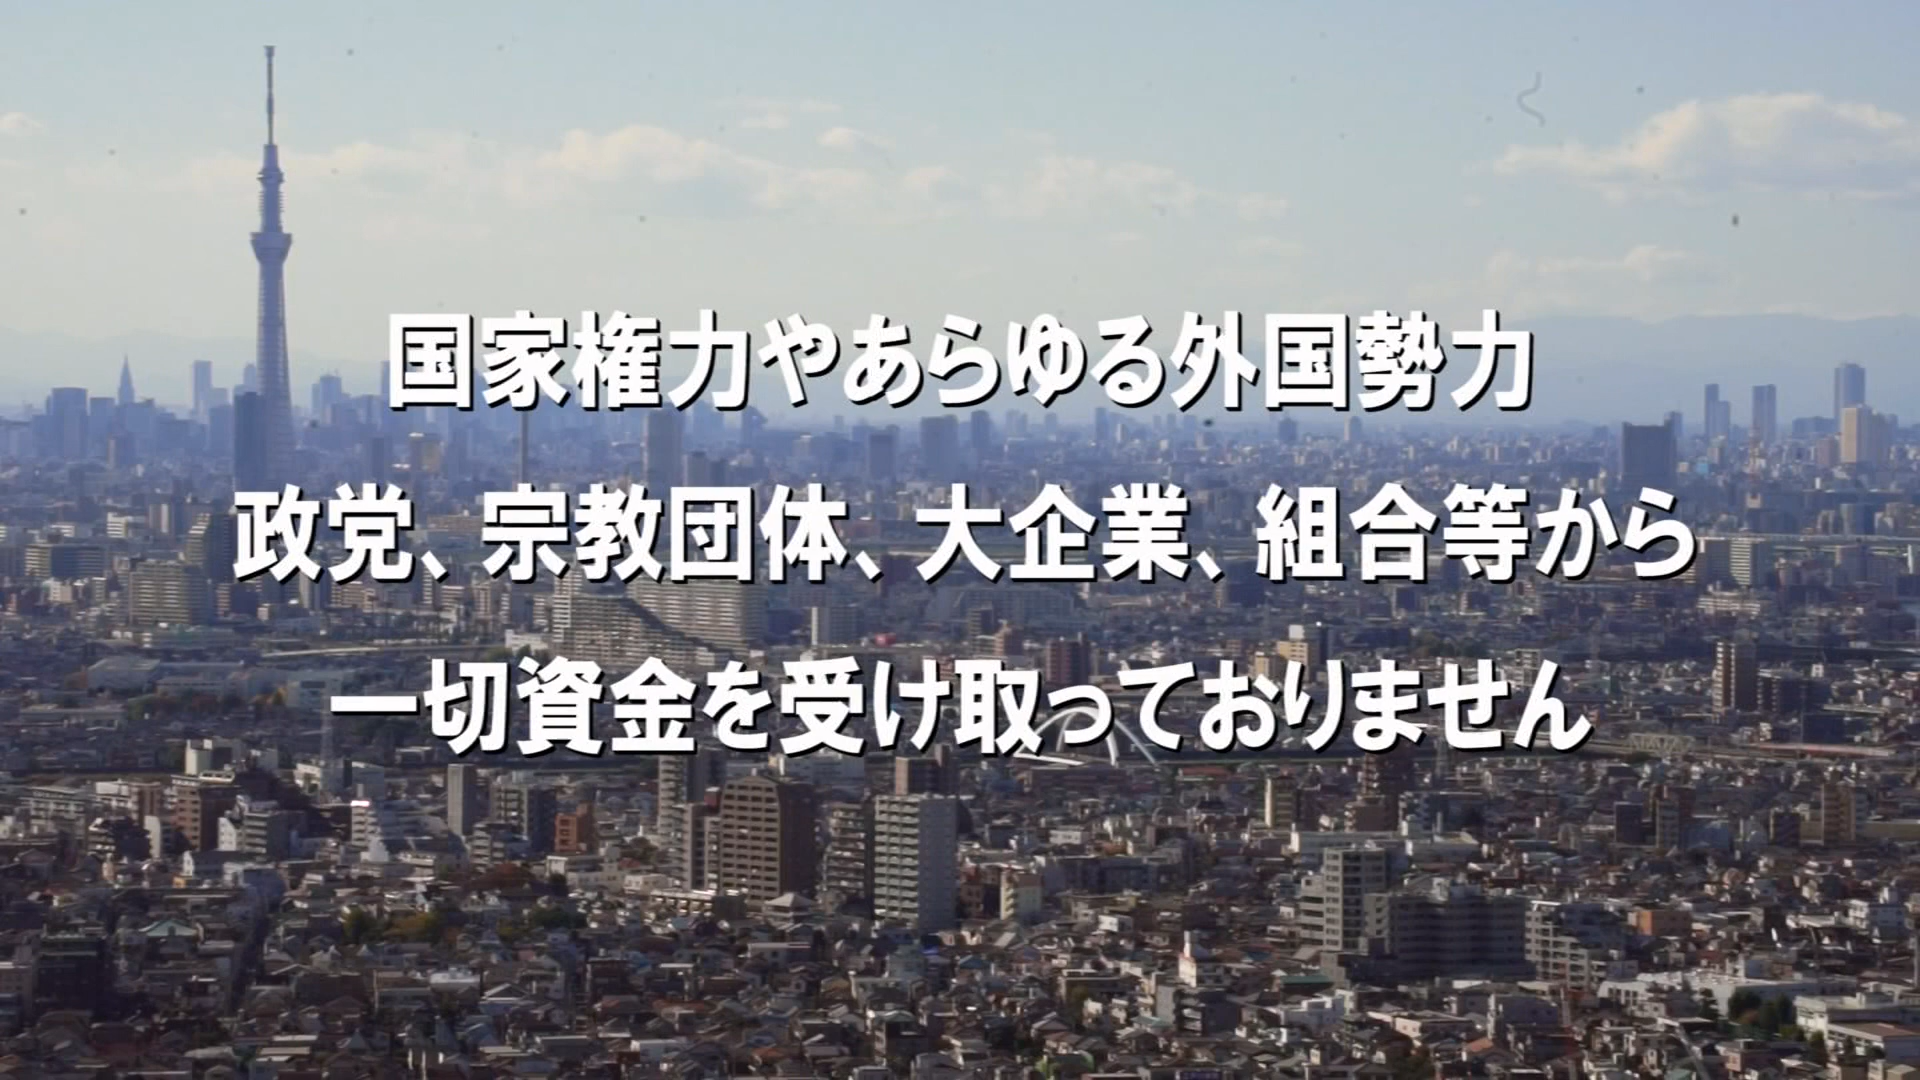 国家権力やあらゆる外国勢力
政党、宗教団体、大企業、組合等から
一切資金を受け取っておりません